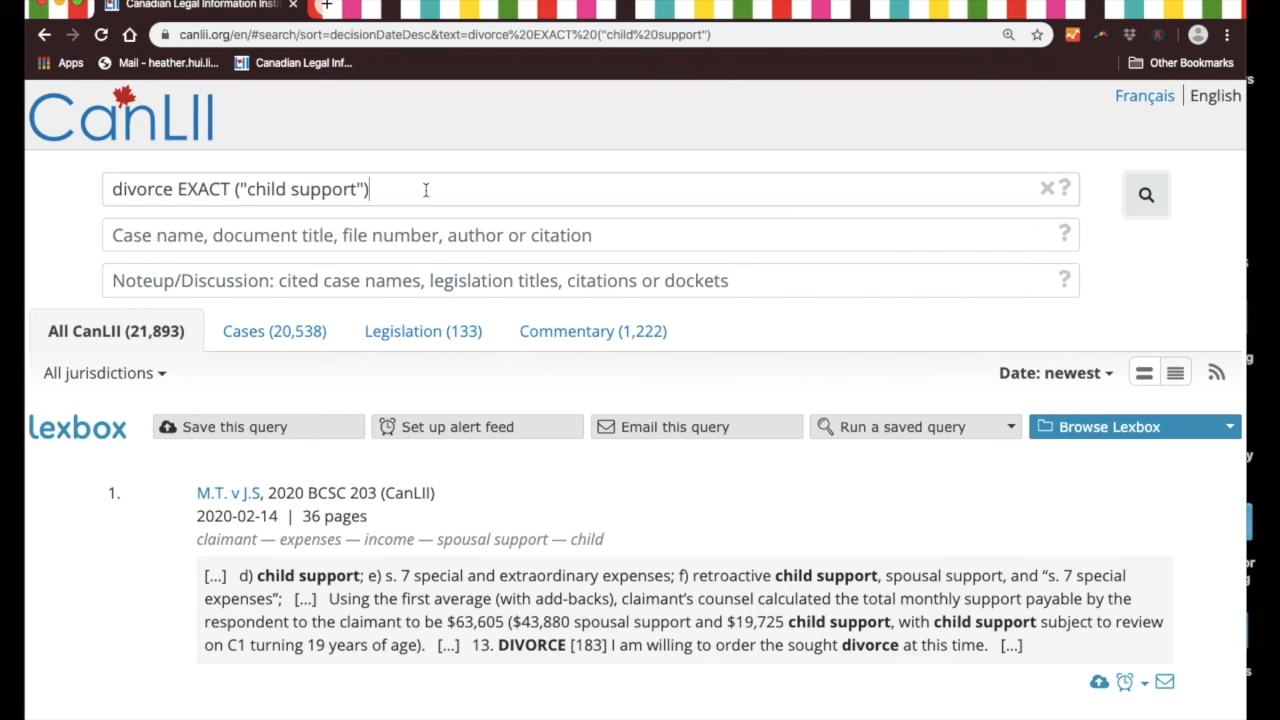 Canadian Legal Information Insti
canlii.org/en/#search/sort=decisionDateDesc&text=divorce%20EXACT%20("child%20support")
Apps Mail - heather.hui.li... Canadian Legal Inf... Other Bookmarks
Français English
CanLII
divorce EXACT ("child support")
Case name, document title, file number, author or citation
Noteup/Discussion: cited case names, legislation titles, citations or dockets
All CanLII (21,893) Cases (20,538) Legislation (133) Commentary (1,222)
All jurisdictions Date: newest
lexbox Save this query Set up alert feed Email this query Run a saved query Browse Lexbox
1. M.T. v J.S, 2020 BCSC 203 (CanLII)
2020-02-14 | 36 pages
claimant — expenses — income — spousal support — child
[...] d) child support; e) s. 7 special and extraordinary expenses; f) retroactive child support, spousal support, and “s. 7 special
expenses”; [...] Using the first average (with add-backs), claimant’s counsel calculated the total monthly support payable by the
respondent to the claimant to be $63,605 ($43,880 spousal support and $19,725 child support, with child support subject to review
on C1 turning 19 years of age). [...] 13. DIVORCE [183] I am willing to order the sought divorce at this time. [...]